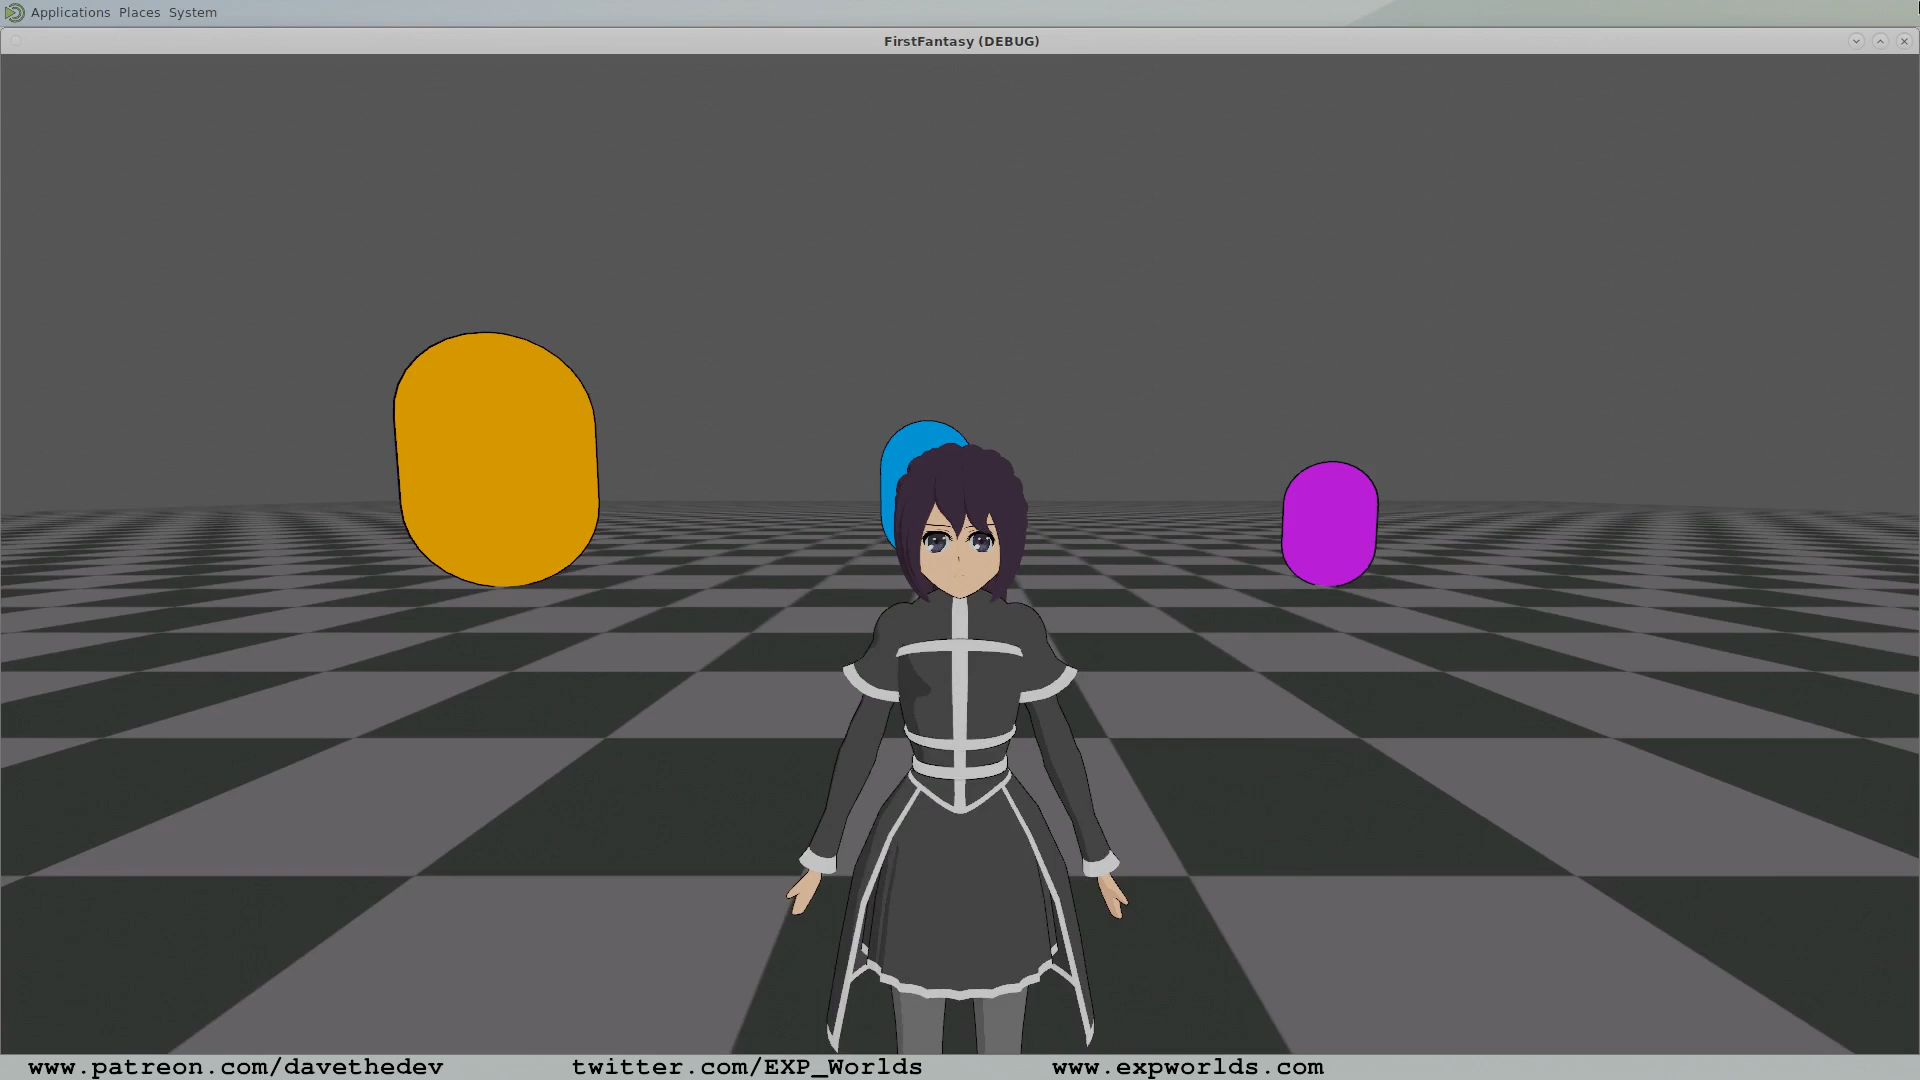 Applications Places System
FirstFantasy (DEBUG)
www.patreon.com/davethedev twitter.com/EXP_Worlds www.expworlds.com